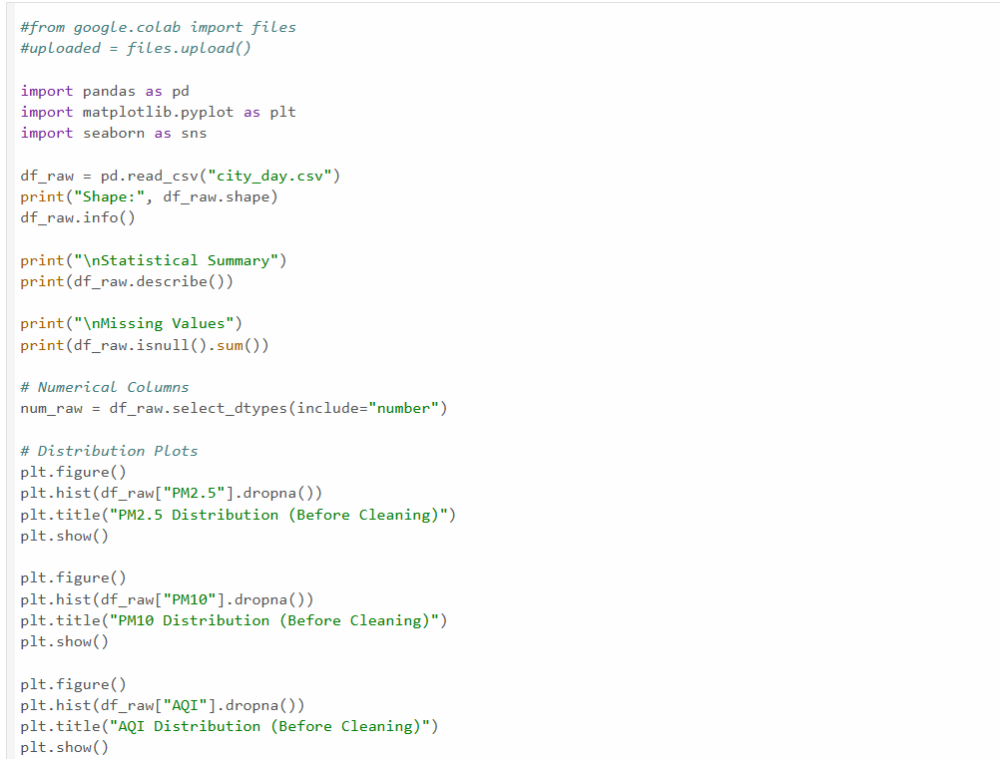 #from google.colab import files
#uploaded = files.upload()
import pandas as pd
import matplotlib.pyplot as plt
import seaborn as sns
df_raw = pd.read_csv("city_day.csv")
print("Shape:", df_raw.shape)
df_raw.info()
print("\nStatistical Summary")
print(df_raw.describe())
print("\nMissing Values")
print(df_raw.isnull().sum())
# Numerical Columns
num_raw = df_raw.select_dtypes(include="number")
# Distribution Plots
plt.figure()
plt.hist(df_raw["PM2.5"].dropna())
plt.title("PM2.5 Distribution (Before Cleaning)")
plt.show()
plt.figure()
plt.hist(df_raw["PM10"].dropna())
plt.title("PM10 Distribution (Before Cleaning)")
plt.show()
plt.figure()
plt.hist(df_raw["AQI"].dropna())
plt.title("AQI Distribution (Before Cleaning)")
plt.show()